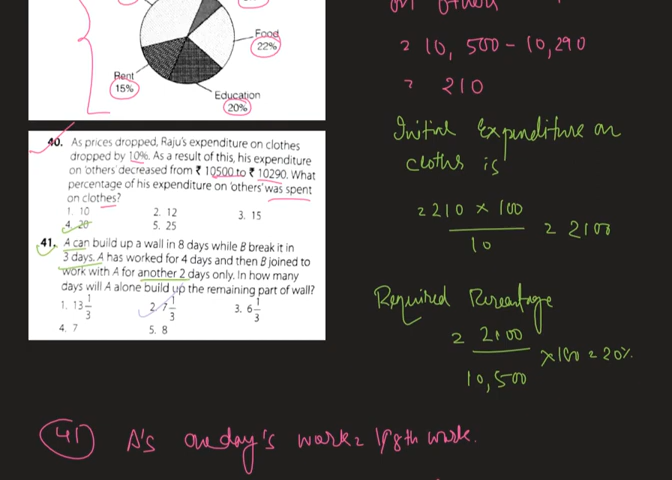 on others
= 10,500 - 10,290
= 210
Food
22%
Rent
15%
Education
20%
Initial Expenditure on
cloths is
= 210 × 100
10
= 2100
40. As prices dropped, Raju's expenditure on clothes
dropped by 10%. As a result of this, his expenditure
on 'others' decreased from ₹ 10500 to ₹ 10290. What
percentage of his expenditure on 'others' was spent
on clothes?
1. 10 2. 12 3. 15
4. 20 5. 25
41. A can build up a wall in 8 days while B break it in
3 days. A has worked for 4 days and then B joined to
work with A for another 2 days only. In how many
days will A alone build up the remaining part of wall?
1. 13 1/3 2. 7 1/3 3. 6 1/3
4. 7 5. 8
Required Percentage
= 2100
10,500
× 100 = 20%
41) A's one day's work = 1/8th work.